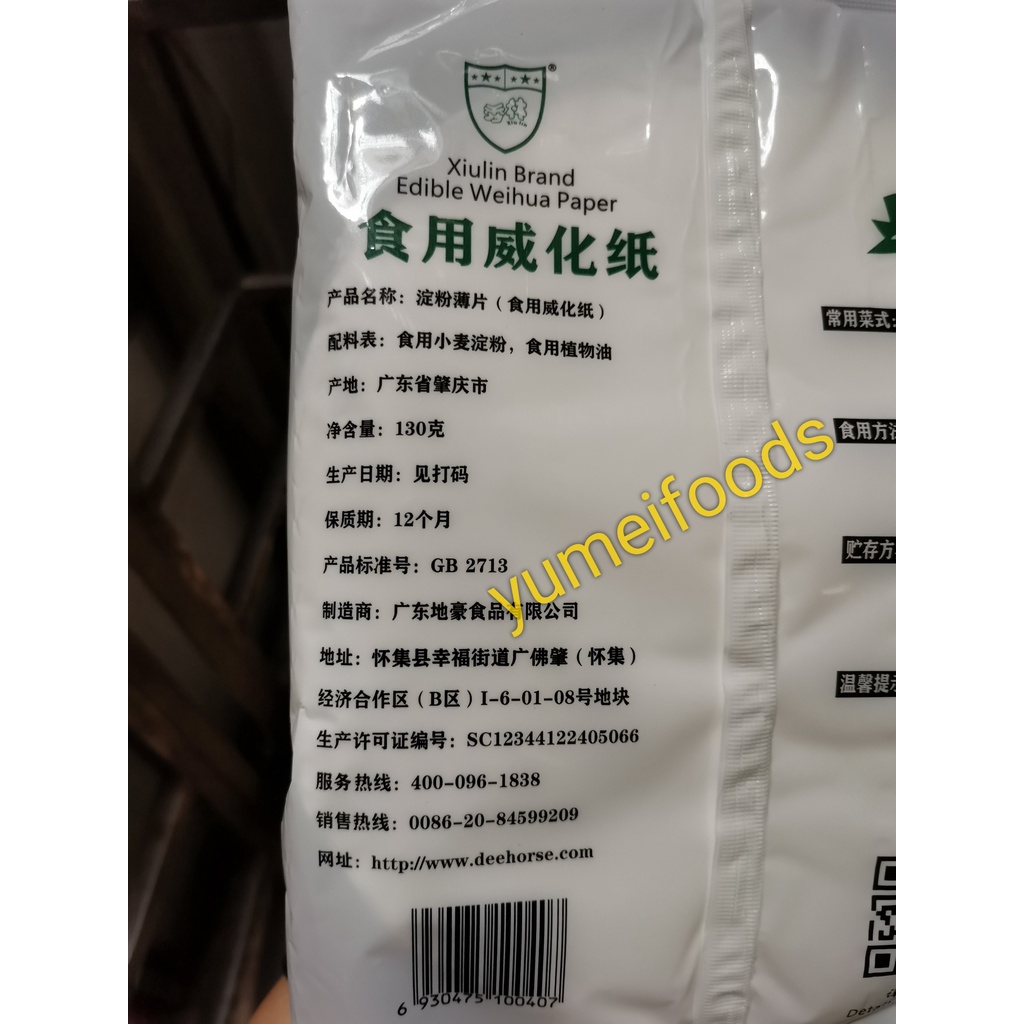 ®
Xiulin Brand
Edible Weihua Paper
食用威化纸
产品名称：淀粉薄片（食用威化纸）
配料表：食用小麦淀粉，食用植物油
产地：广东省肇庆市
净含量：130克
生产日期：见打码
保质期：12个月
产品标准号：GB 2713
制造商：广东地豪食品有限公司
地址：怀集县幸福街道广佛肇（怀集）
经济合作区（B区）I-6-01-08号地块
生产许可证编号：SC12344122405066
服务热线：400-096-1838
销售热线：0086-20-84599209
网址：http://www.deehorse.com
6 930475 100407
yumeifoods
常用菜式：
食用方法
贮存方
温馨提示